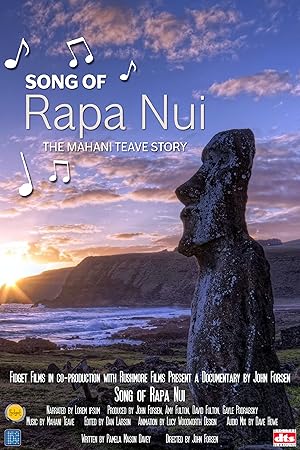 SONG OF
Rapa Nui
THE MAHANI TEAVE STORY
Fidget Films in co-production with Rushmore Films Present a Documentary by John Forsen
Song of Rapa Nui
Narrated by Lorem ipsum Produced by John Forsen, Amy Fulton, David Fulton, Gayle Podrabsky
Music by Mahani Teave Edited by Dan Larson Animation by Lucy Woodworth Design Audio Mix by Dave Howe
Written by Pamela Mason Davey Directed by John Forsen
dts